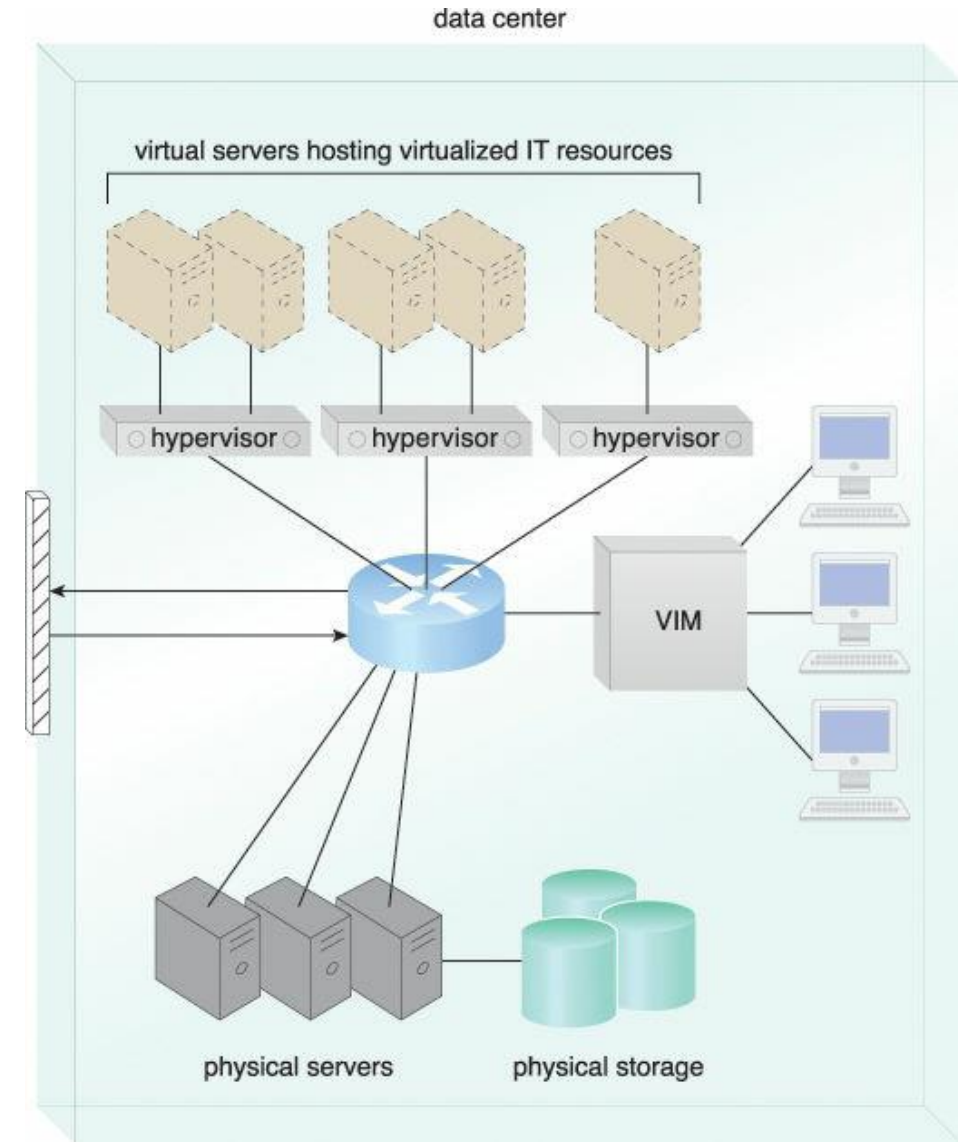 data center
virtual servers hosting virtualized IT resources
hypervisor
hypervisor
hypervisor
VIM
physical servers
physical storage